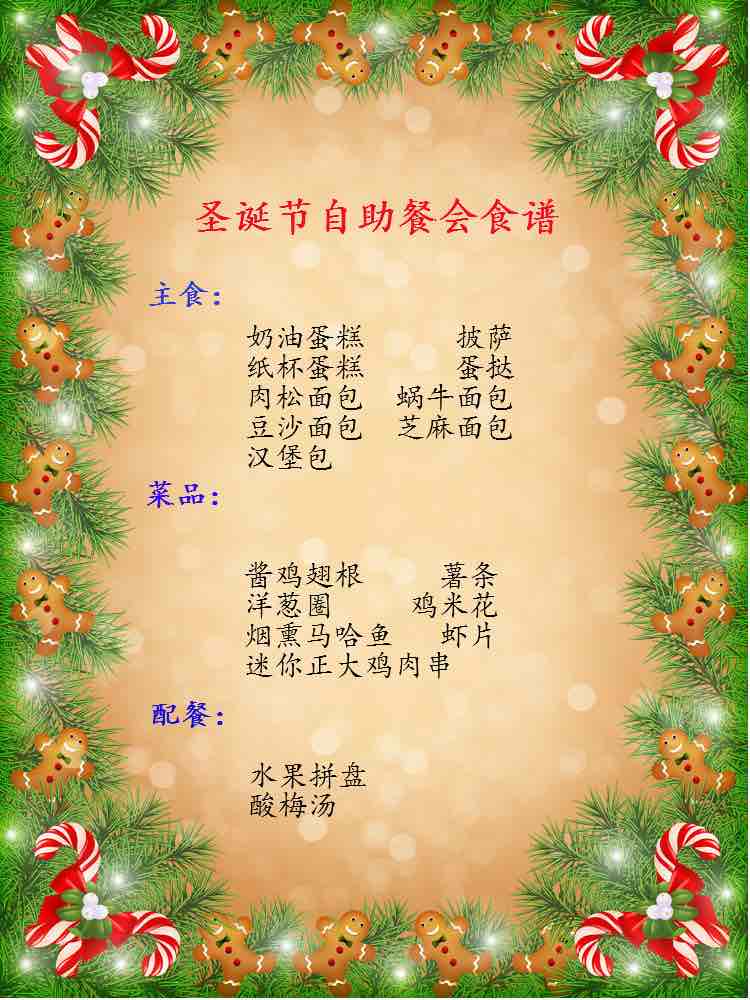 圣诞节自助餐会食谱
主食：
奶油蛋糕 披萨
纸杯蛋糕 蛋挞
肉松面包 蜗牛面包
豆沙面包 芝麻面包
汉堡包
菜品：
酱鸡翅根 薯条
洋葱圈 鸡米花
烟熏马哈鱼 虾片
迷你正大鸡肉串
配餐：
水果拼盘
酸梅汤